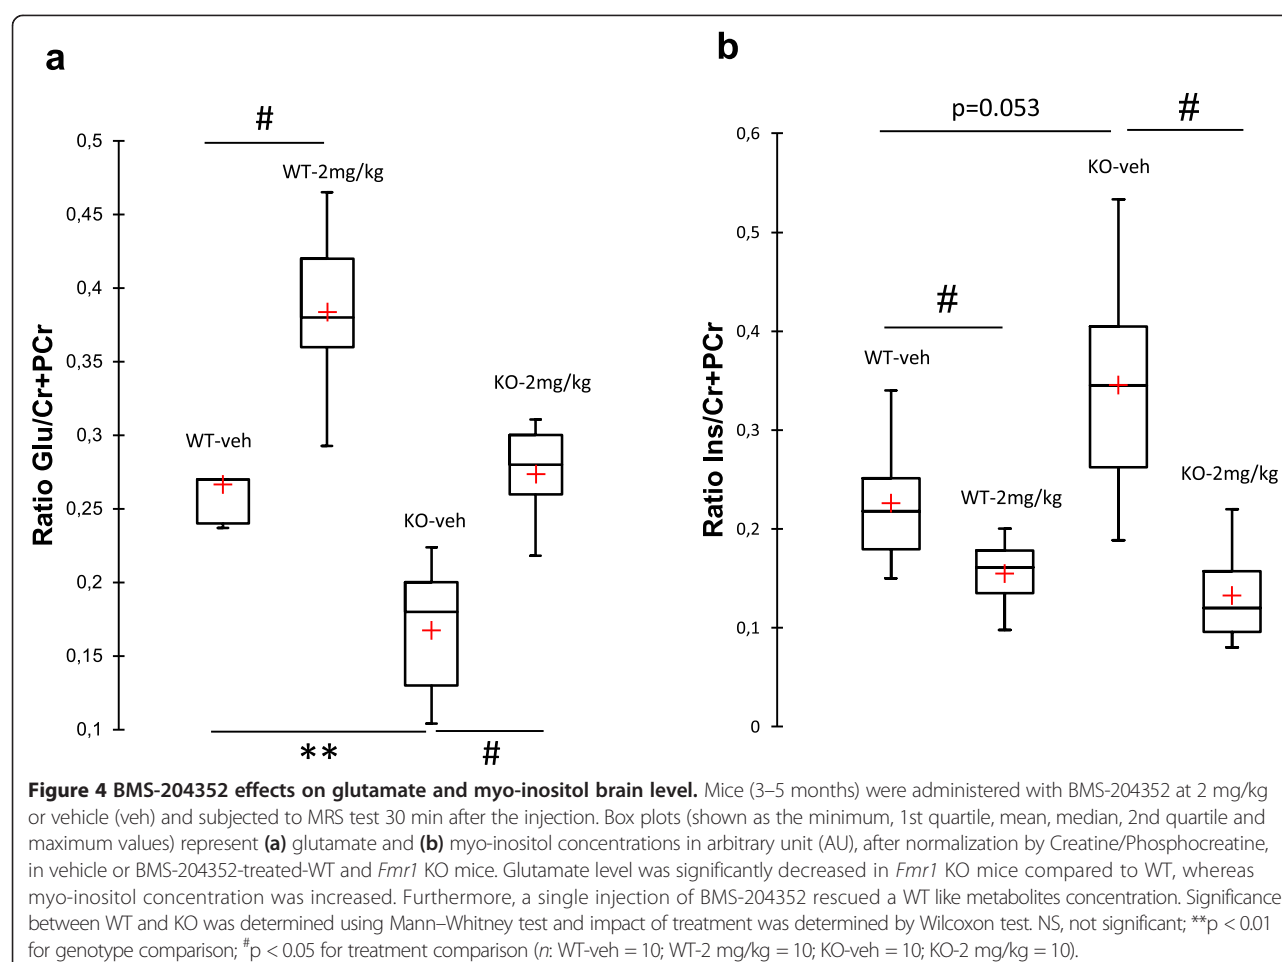 a
#
0,5
WT-2mg/kg
0,45
0,4
0,35
KO-2mg/kg
0,3
WT-veh
0,25
KO-veh
0,2
0,15
0,1
** #
Ratio Glu/Cr+PCr
b
p=0.053 #
0,6
KO-veh
0,5
#
0,4
WT-veh
0,3
KO-2mg/kg
WT-2mg/kg
0,2
0,1
0
Ratio Ins/Cr+PCr
Figure 4 BMS-204352 effects on glutamate and myo-inositol brain level. Mice (3–5 months) were administered with BMS-204352 at 2 mg/kg
or vehicle (veh) and subjected to MRS test 30 min after the injection. Box plots (shown as the minimum, 1st quartile, mean, median, 2nd quartile and
maximum values) represent (a) glutamate and (b) myo-inositol concentrations in arbitrary unit (AU), after normalization by Creatine/Phosphocreatine,
in vehicle or BMS-204352-treated-WT and Fmr1 KO mice. Glutamate level was significantly decreased in Fmr1 KO mice compared to WT, whereas
myo-inositol concentration was increased. Furthermore, a single injection of BMS-204352 rescued a WT like metabolites concentration. Significance
between WT and KO was determined using Mann–Whitney test and impact of treatment was determined by Wilcoxon test. NS, not significant; **p < 0.01
for genotype comparison; #p < 0.05 for treatment comparison (n: WT-veh = 10; WT-2 mg/kg = 10; KO-veh = 10; KO-2 mg/kg = 10).